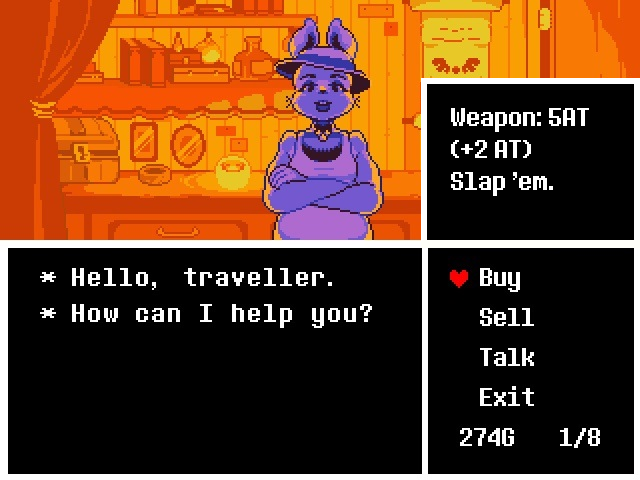 Weapon: 5AT
(+2 AT)
Slap 'em.
* Hello, traveller.
* How can I help you?
Buy
Sell
Talk
Exit
274G 1/8